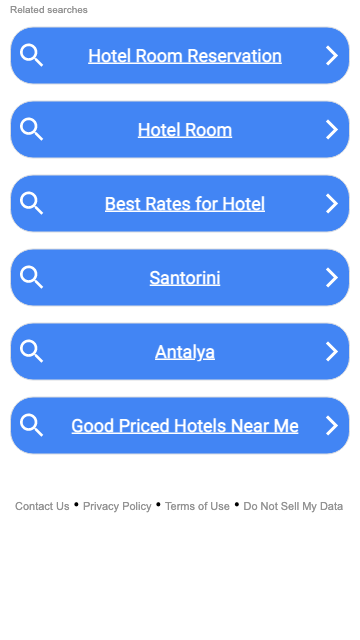 Related searches
Hotel Room Reservation
Hotel Room
Best Rates for Hotel
Santorini
Antalya
Good Priced Hotels Near Me
Contact Us • Privacy Policy • Terms of Use • Do Not Sell My Data